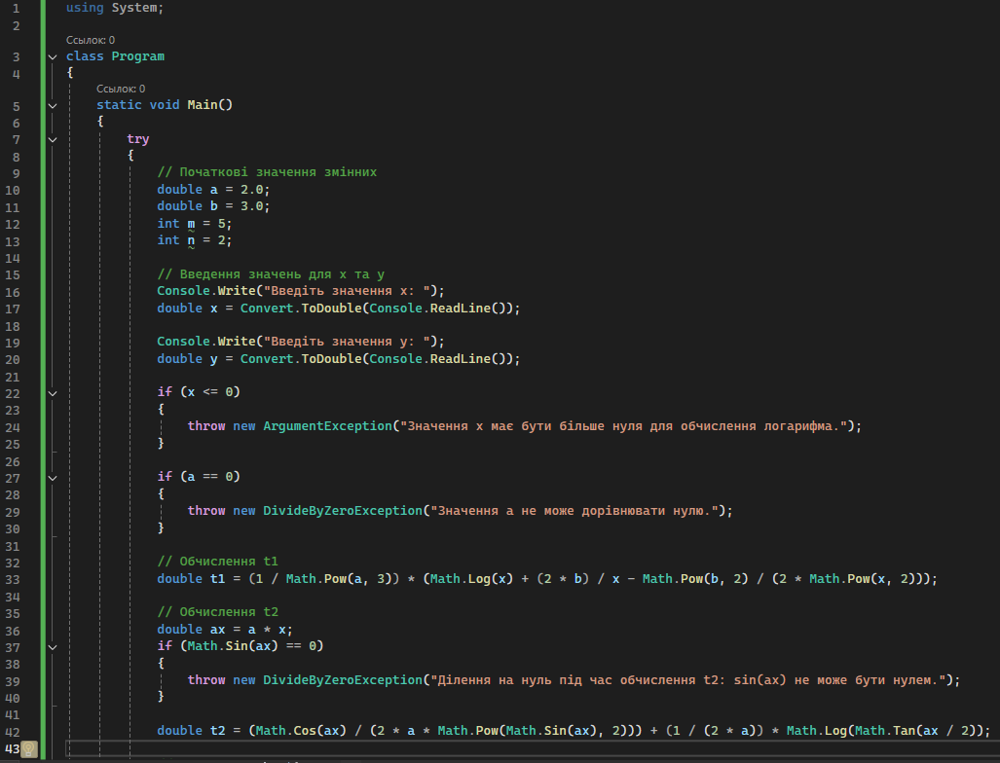 1 using System;
2
Ссылок: 0
3 class Program
4 {
Ссылок: 0
5 static void Main()
6 {
7 try
8 {
9 // Початкові значення змінних
10 double a = 2.0;
11 double b = 3.0;
12 int m = 5;
13 int n = 2;
14
15 // Введення значень для x та y
16 Console.Write("Введіть значення x: ");
17 double x = Convert.ToDouble(Console.ReadLine());
18
19 Console.Write("Введіть значення y: ");
20 double y = Convert.ToDouble(Console.ReadLine());
21
22 if (x <= 0)
23 {
24 throw new ArgumentException("Значення x має бути більше нуля для обчислення логарифма.");
25 }
26
27 if (a == 0)
28 {
29 throw new DivideByZeroException("Значення a не може дорівнювати нулю.");
30 }
31
32 // Обчислення t1
33 double t1 = (1 / Math.Pow(a, 3)) * (Math.Log(x) + (2 * b) / x - Math.Pow(b, 2) / (2 * Math.Pow(x, 2)));
34
35 // Обчислення t2
36 double ax = a * x;
37 if (Math.Sin(ax) == 0)
38 {
39 throw new DivideByZeroException("Ділення на нуль під час обчислення t2: sin(ax) не може бути нулем.");
40 }
41
42 double t2 = (Math.Cos(ax) / (2 * a * Math.Pow(Math.Sin(ax), 2))) + (1 / (2 * a)) * Math.Log(Math.Tan(ax / 2));
43